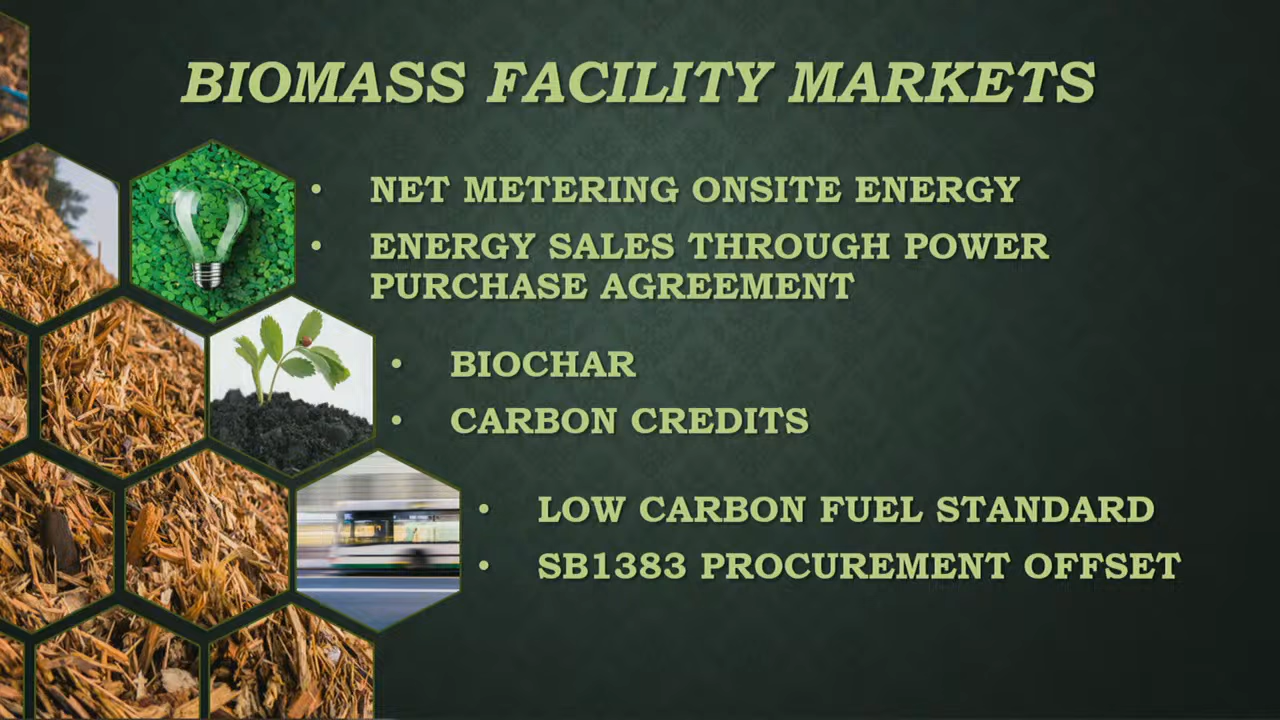 BIOMASS FACILITY MARKETS
• NET METERING ONSITE ENERGY
• ENERGY SALES THROUGH POWER
PURCHASE AGREEMENT
• BIOCHAR
• CARBON CREDITS
• LOW CARBON FUEL STANDARD
• SB1383 PROCUREMENT OFFSET